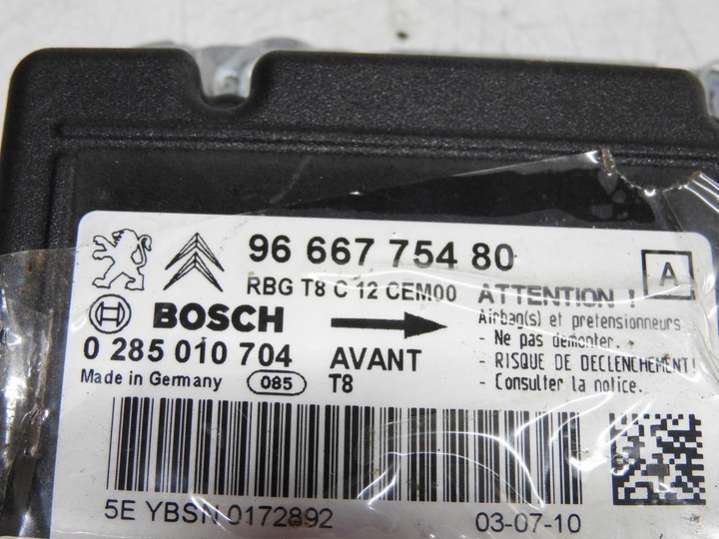 96 667 754 80
A
RBG T8 C 12 CEM00
ATTENTION !
Airbag(s) et pretensionneurs
- Ne pas demonter.
- RISQUE DE DECLENCHEMENT!
- Consulter la notice.
BOSCH
0 285 010 704
AVANT
Made in Germany
085
T8
5E YBSN 0172892
03-07-10